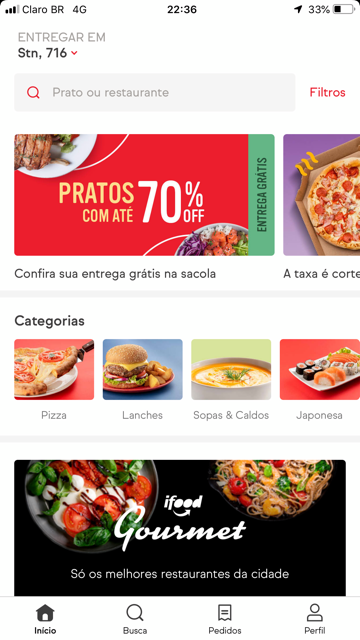 Claro BR 4G 22:36 33%
ENTREGAR EM
Stn, 716
Prato ou restaurante
Filtros
PRATOS
COM ATÉ
70%
OFF
ENTREGA GRÁTIS
Confira sua entrega grátis na sacola
A taxa é corte
Categorias
Pizza
Lanches
Sopas & Caldos
Japonesa
ifood
Gourmet
Só os melhores restaurantes da cidade
Início
Busca
Pedidos
Perfil